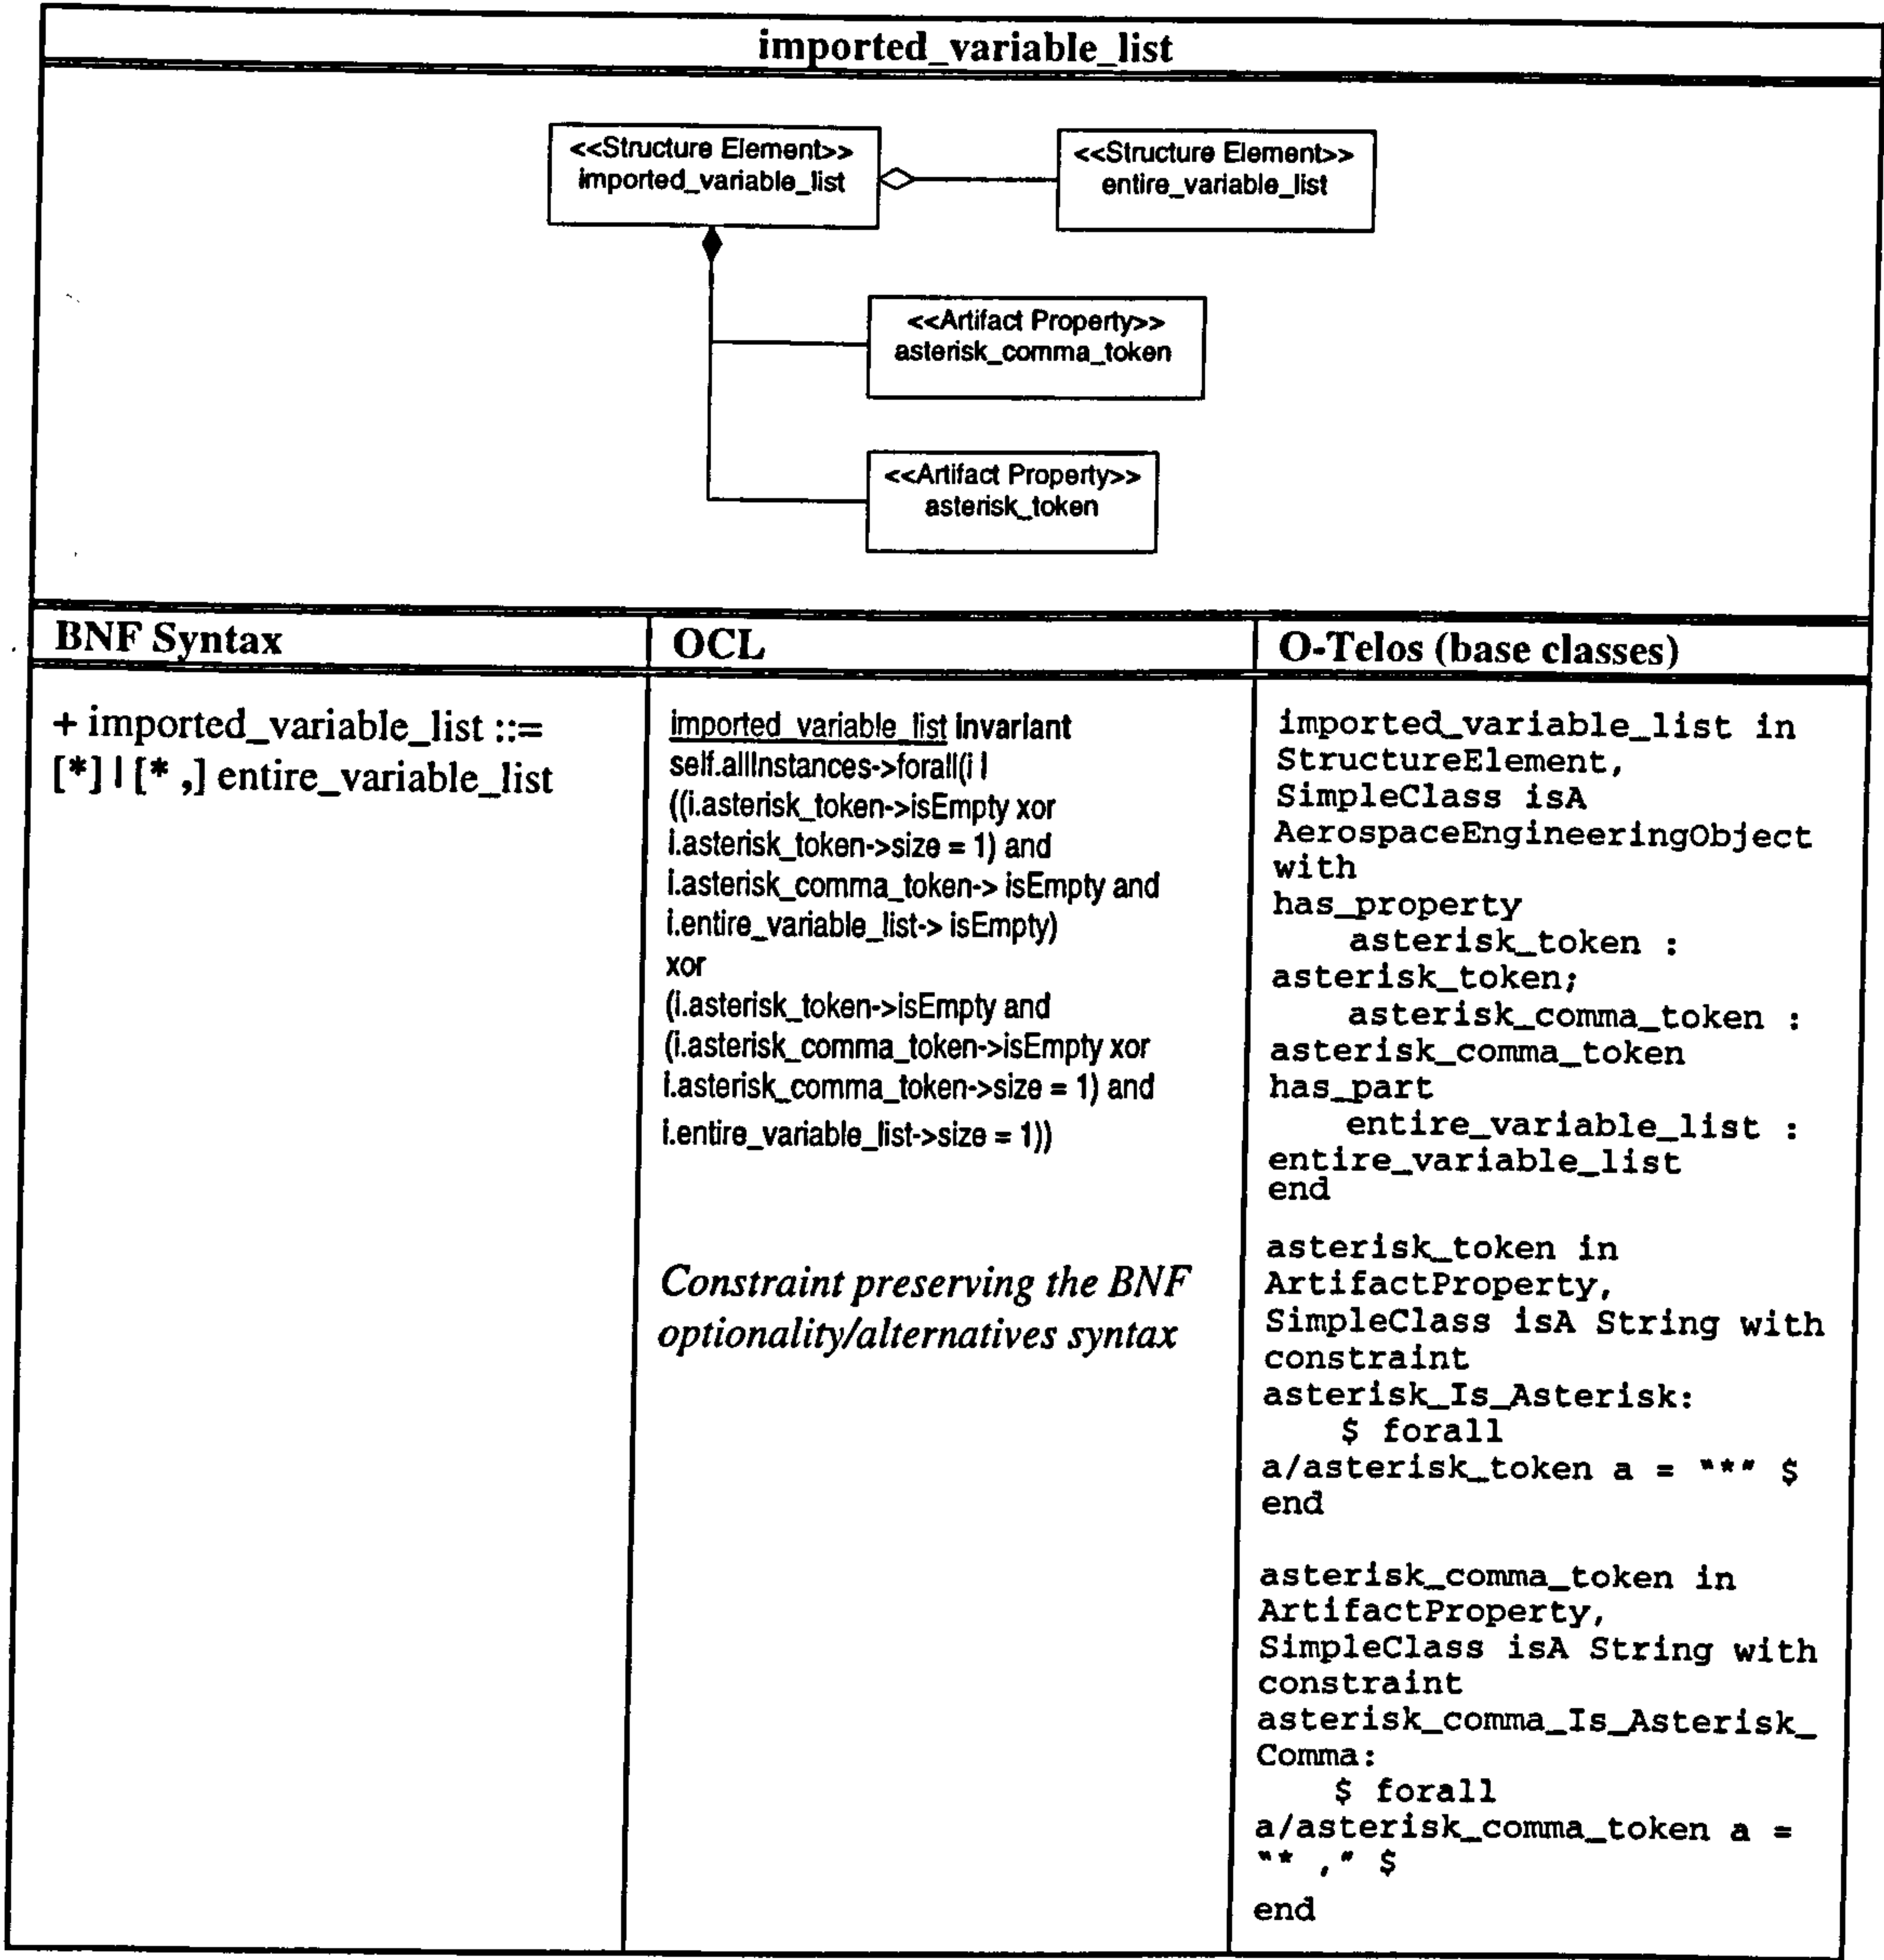 imported_variable_list
<<Structure Element>>
imported_variable_list
<<Structure Element>>
entire_variable_list
<<Artifact Property>>
asterisk_comma_token
<<Artifact Property>>
asterisk_token
BNF Syntax
+ imported_variable_list ::=
[*] | [* ,] entire_variable_list
OCL
imported_variable_list invariant
self.allInstances->forall(i |
((i.asterisk_token->isEmpty xor
i.asterisk_token->size = 1) and
i.asterisk_comma_token-> isEmpty and
i.entire_variable_list-> isEmpty)
xor
(i.asterisk_token->isEmpty and
(i.asterisk_comma_token->isEmpty xor
i.asterisk_comma_token->size = 1) and
i.entire_variable_list->size = 1))
Constraint preserving the BNF
optionality/alternatives syntax
O-Telos (base classes)
imported_variable_list in
StructureElement,
SimpleClass isA
AerospaceEngineeringObject
with
has_property
asterisk_token :
asterisk_token;
asterisk_comma_token :
asterisk_comma_token
has_part
entire_variable_list :
entire_variable_list
end
asterisk_token in
ArtifactProperty,
SimpleClass isA String with
constraint
asterisk_Is_Asterisk:
$ forall
a/asterisk_token a = "*" $
end
asterisk_comma_token in
ArtifactProperty,
SimpleClass isA String with
constraint
asterisk_comma_Is_Asterisk_
Comma:
$ forall
a/asterisk_comma_token a =
"* ," $
end